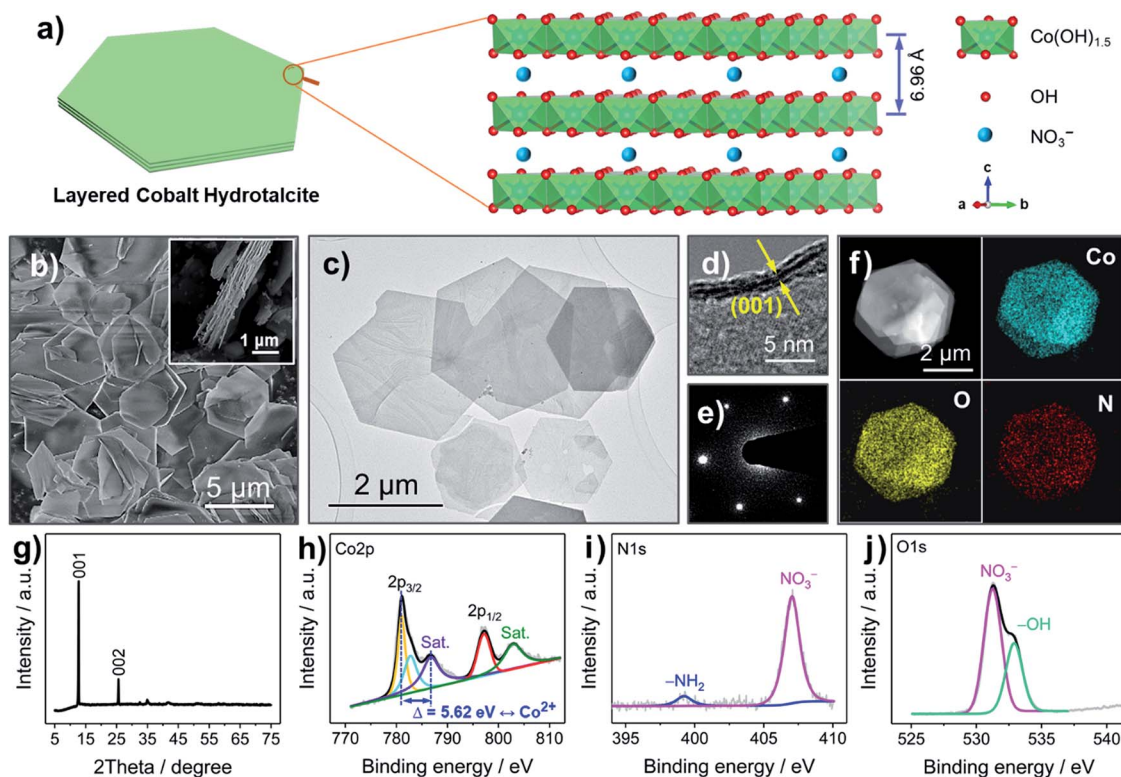 a)
Layered Cobalt Hydrotalcite
6.96 Å
Co(OH)1.5
OH
NO3−
c
a
b
b)
1 μm
5 μm
c)
2 μm
d)
(001)
5 nm
e)
f)
2 μm
Co
O
N
g)
001
002
Intensity / a.u.
5 15 25 35 45 55 65 75
2Theta / degree
h)
Co2p
2p3/2
Sat.
2p1/2
Sat.
Δ = 5.62 eV ↔ Co2+
Intensity / a.u.
770 780 790 800 810
Binding energy / eV
i)
N1s
NO3−
−NH2
Intensity / a.u.
395 400 405 410
Binding energy / eV
j)
O1s
NO3−
−OH
Intensity / a.u.
525 530 535 540
Binding energy / eV